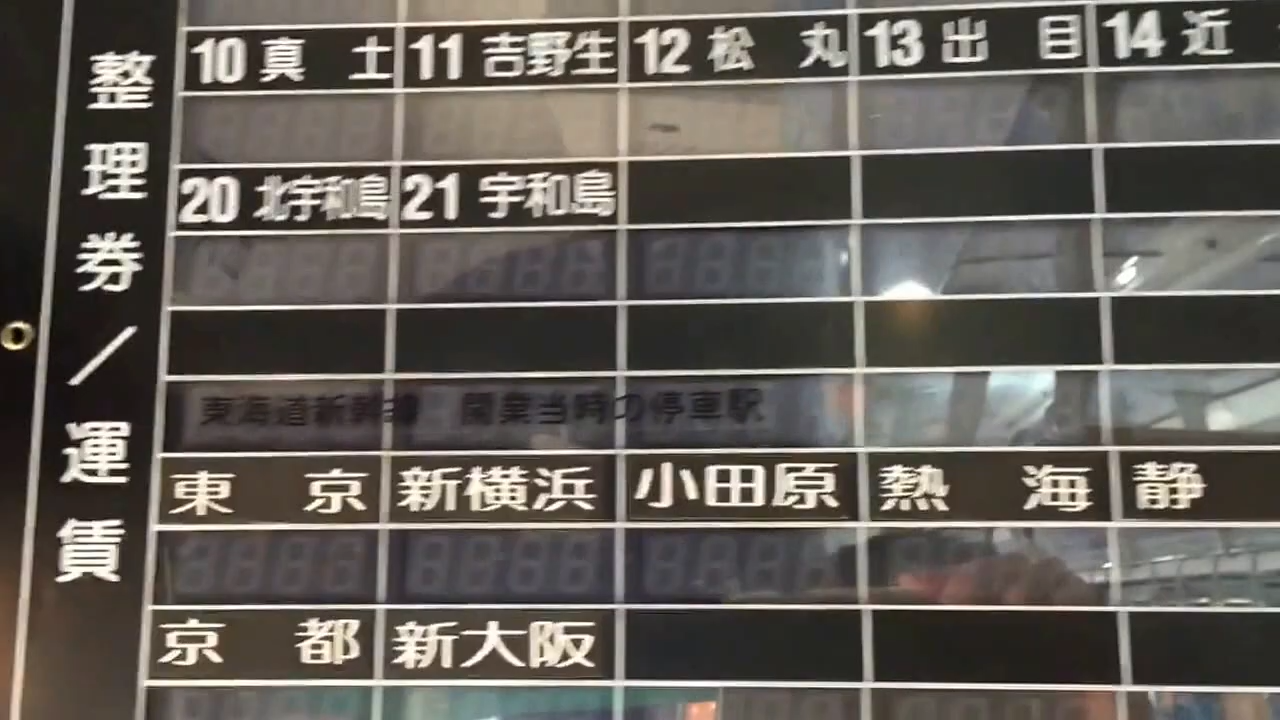 整理券/運賃
10 真 土 11 吉野生 12 松 丸 13 出 目 14 近
20 北宇和島 21 宇和島
東海道新幹線 開業当時の停車駅
東 京 新横浜 小田原 熱 海 静
京 都 新大阪